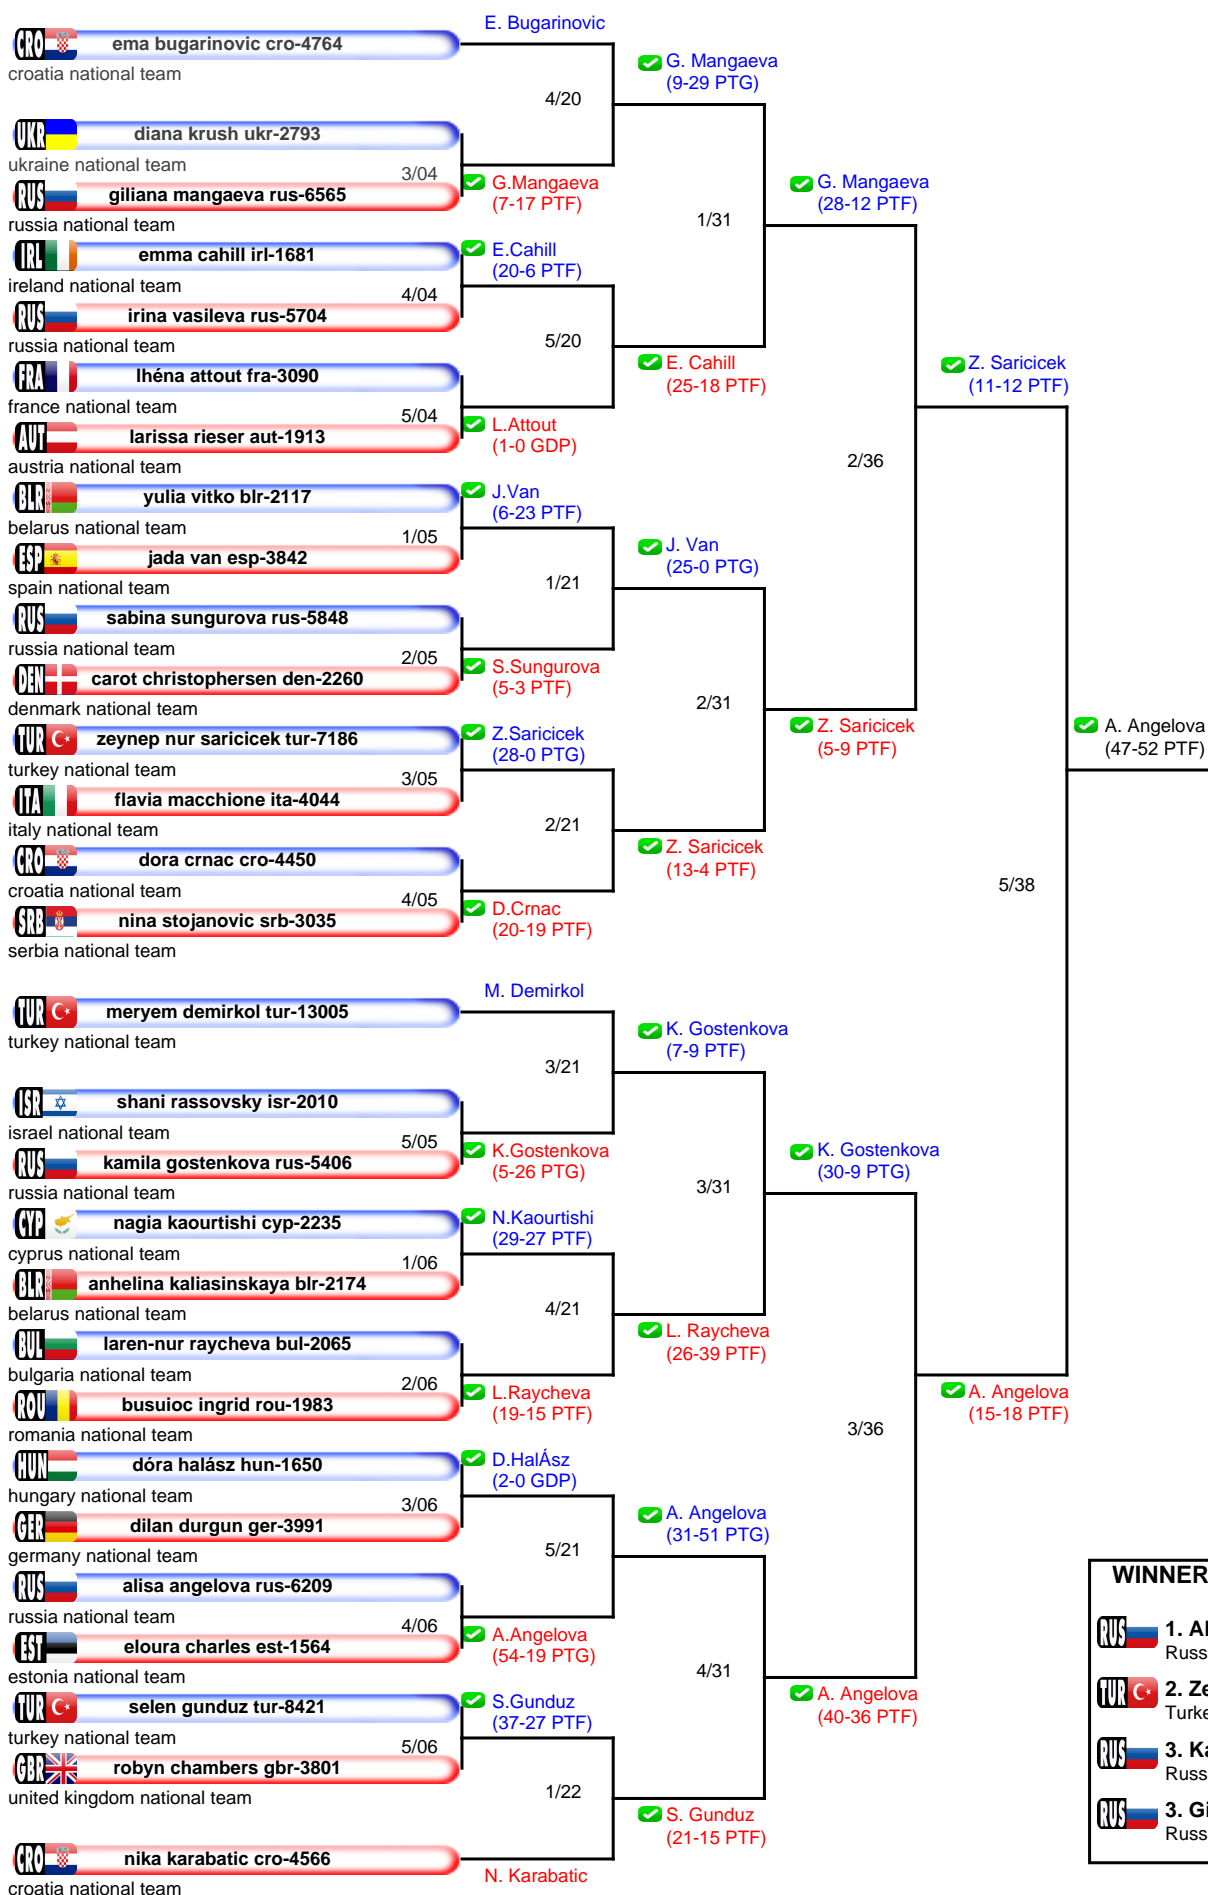 E. Bugarinovic
CRO ema bugarinovic cro-4764
croatia national team
G. Mangaeva
(9-29 PTG)
4/20
UKR diana krush ukr-2793
ukraine national team
3/04
G.Mangaeva
(7-17 PTF)
RUS giliana mangaeva rus-6565
russia national team
G. Mangaeva
(28-12 PTF)
1/31
IRL emma cahill irl-1681
ireland national team
E.Cahill
(20-6 PTF)
4/04
RUS irina vasileva rus-5704
russia national team
5/20
E. Cahill
(25-18 PTF)
Z. Saricicek
(11-12 PTF)
FRA lhéna attout fra-3090
france national team
5/04
L.Attout
(1-0 GDP)
AUT larissa rieser aut-1913
austria national team
2/36
BLR yulia vitko blr-2117
belarus national team
J.Van
(6-23 PTF)
1/05
ESP jada van esp-3842
spain national team
J. Van
(25-0 PTG)
1/21
RUS sabina sungurova rus-5848
russia national team
2/05
S.Sungurova
(5-3 PTF)
DEN carot christophersen den-2260
denmark national team
2/31
Z. Saricicek
(5-9 PTF)
A. Angelova
(47-52 PTF)
TUR zeynep nur saricicek tur-7186
turkey national team
Z.Saricicek
(28-0 PTG)
3/05
ITA flavia macchione ita-4044
italy national team
2/21
Z. Saricicek
(13-4 PTF)
CRO dora crnac cro-4450
croatia national team
4/05
D.Crnac
(20-19 PTF)
SRB nina stojanovic srb-3035
serbia national team
5/38
M. Demirkol
TUR meryem demirkol tur-13005
turkey national team
K. Gostenkova
(7-9 PTF)
3/21
ISR shani rassovsky isr-2010
israel national team
5/05
K.Gostenkova
(5-26 PTG)
RUS kamila gostenkova rus-5406
russia national team
K. Gostenkova
(30-9 PTG)
3/31
CYP nagia kaourtishi cyp-2235
cyprus national team
N.Kaourtishi
(29-27 PTF)
1/06
BLR anhelina kaliasinskaya blr-2174
belarus national team
4/21
L. Raycheva
(26-39 PTF)
BUL laren-nur raycheva bul-2065
bulgaria national team
2/06
L.Raycheva
(19-15 PTF)
ROU busuioc ingrid rou-1983
romania national team
A. Angelova
(15-18 PTF)
3/36
HUN dóra halász hun-1650
hungary national team
D.HalÁsz
(2-0 GDP)
3/06
GER dilan durgun ger-3991
germany national team
A. Angelova
(31-51 PTG)
5/21
RUS alisa angelova rus-6209
russia national team
4/06
A.Angelova
(54-19 PTG)
EST eloura charles est-1564
estonia national team
4/31
A. Angelova
(40-36 PTF)
TUR selen gunduz tur-8421
turkey national team
S.Gunduz
(37-27 PTF)
5/06
GBR robyn chambers gbr-3801
united kingdom national team
1/22
S. Gunduz
(21-15 PTF)
CRO nika karabatic cro-4566
croatia national team
N. Karabatic
WINNER
RUS 1. Al
Russ
TUR 2. Ze
Turke
RUS 3. Ka
Russ
RUS 3. Gi
Russ